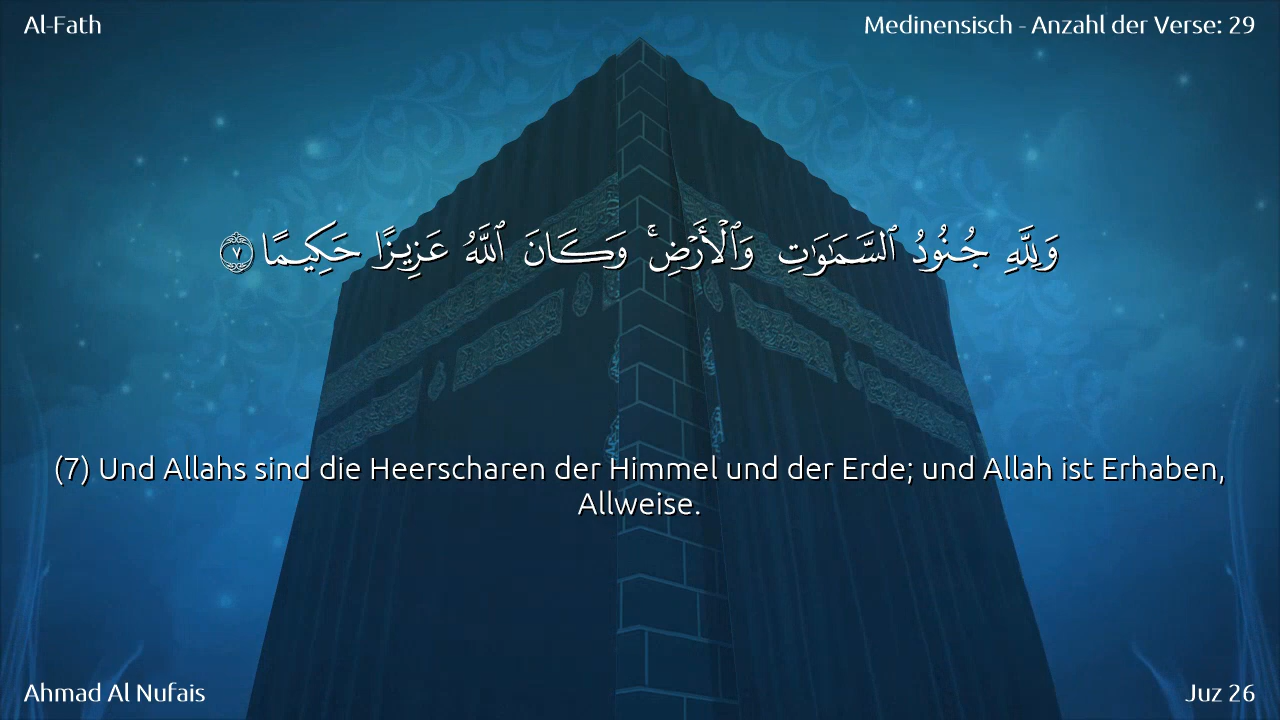 Al-Fath
Medinensisch - Anzahl der Verse: 29
وَلِلَّهِ جُنُودُ ٱلسَّمَـٰوَٰتِ وَٱلْأَرْضِ ۚ وَكَانَ ٱللَّهُ عَزِيزًا حَكِيمًا ٧
(7) Und Allahs sind die Heerscharen der Himmel und der Erde; und Allah ist Erhaben,
Allweise.
Ahmad Al Nufais
Juz 26